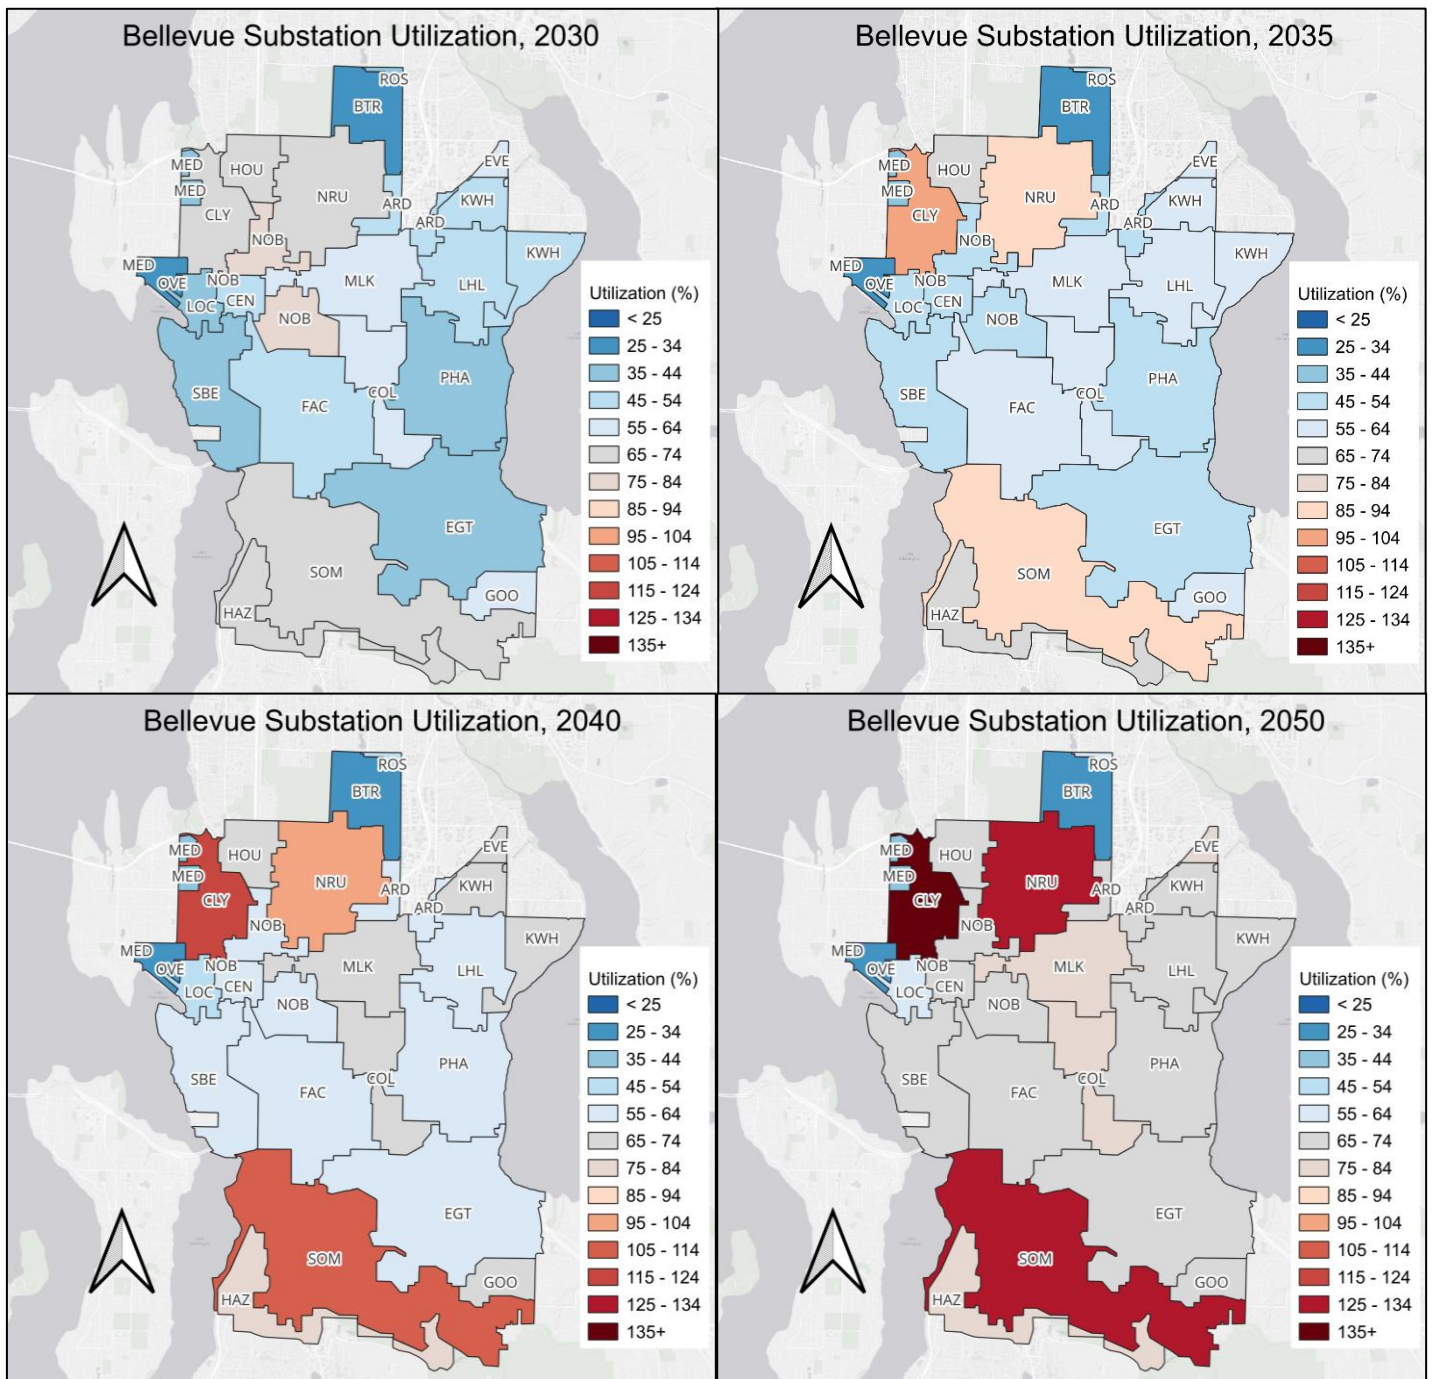 Bellevue Substation Utilization, 2030
ROS
BTR
MED
HOU
EVE
MED
NRU
KWH
CLY
ARD
ARD
NOB
KWH
MED
OVE
NOB
MLK
LHL
LOC
CEN
NOB
PHA
SBE
COL
FAC
EGT
SOM
GOO
HAZ
Utilization (%)
< 25
25 - 34
35 - 44
45 - 54
55 - 64
65 - 74
75 - 84
85 - 94
95 - 104
105 - 114
115 - 124
125 - 134
135+
Bellevue Substation Utilization, 2035
ROS
BTR
MED
HOU
EVE
MED
NRU
KWH
CLY
ARD
ARD
NOB
KWH
MED
OVE
NOB
MLK
LHL
LOC
CEN
NOB
PHA
SBE
COL
FAC
EGT
SOM
GOO
HAZ
Utilization (%)
< 25
25 - 34
35 - 44
45 - 54
55 - 64
65 - 74
75 - 84
85 - 94
95 - 104
105 - 114
115 - 124
125 - 134
135+
Bellevue Substation Utilization, 2040
ROS
BTR
MED
HOU
EVE
MED
NRU
KWH
CLY
ARD
ARD
NOB
KWH
MED
OVE
NOB
MLK
LHL
LOC
CEN
NOB
PHA
SBE
COL
FAC
EGT
SOM
GOO
HAZ
Utilization (%)
< 25
25 - 34
35 - 44
45 - 54
55 - 64
65 - 74
75 - 84
85 - 94
95 - 104
105 - 114
115 - 124
125 - 134
135+
Bellevue Substation Utilization, 2050
ROS
BTR
MED
HOU
EVE
MED
NRU
KWH
CLY
ARD
ARD
NOB
KWH
MED
OVE
NOB
MLK
LHL
LOC
CEN
NOB
PHA
SBE
COL
FAC
EGT
SOM
GOO
HAZ
Utilization (%)
< 25
25 - 34
35 - 44
45 - 54
55 - 64
65 - 74
75 - 84
85 - 94
95 - 104
105 - 114
115 - 124
125 - 134
135+